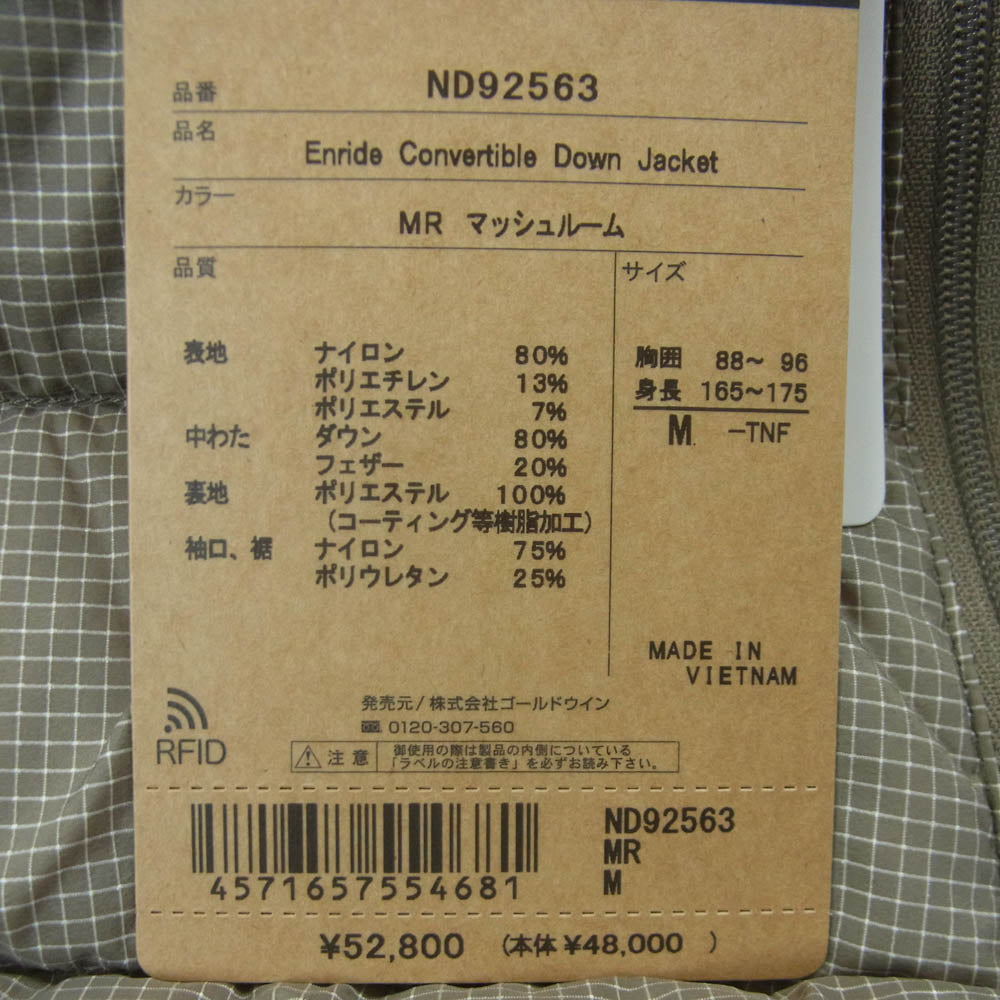 品番 ND92563
品名
Enride Convertible Down Jacket
カラー
MR マッシュルーム
品質
サイズ
表地 ナイロン 80%
ポリエチレン 13%
ポリエステル 7%
中わた ダウン 80%
フェザー 20%
裏地 ポリエステル 100%
(コーティング等樹脂加工)
袖口、裾 ナイロン 75%
ポリウレタン 25%
胸囲 88～ 96
身長 165～175
M -TNF
MADE IN
VIETNAM
RFID
発売元/株式会社ゴールドウイン
0120-307-560
注意
御使用の際は製品の内側についている
「ラベルの注意書き」を必ずお読み下さい。
4571657554681
ND92563
MR
M
¥52,800 (本体 ¥48,000 )